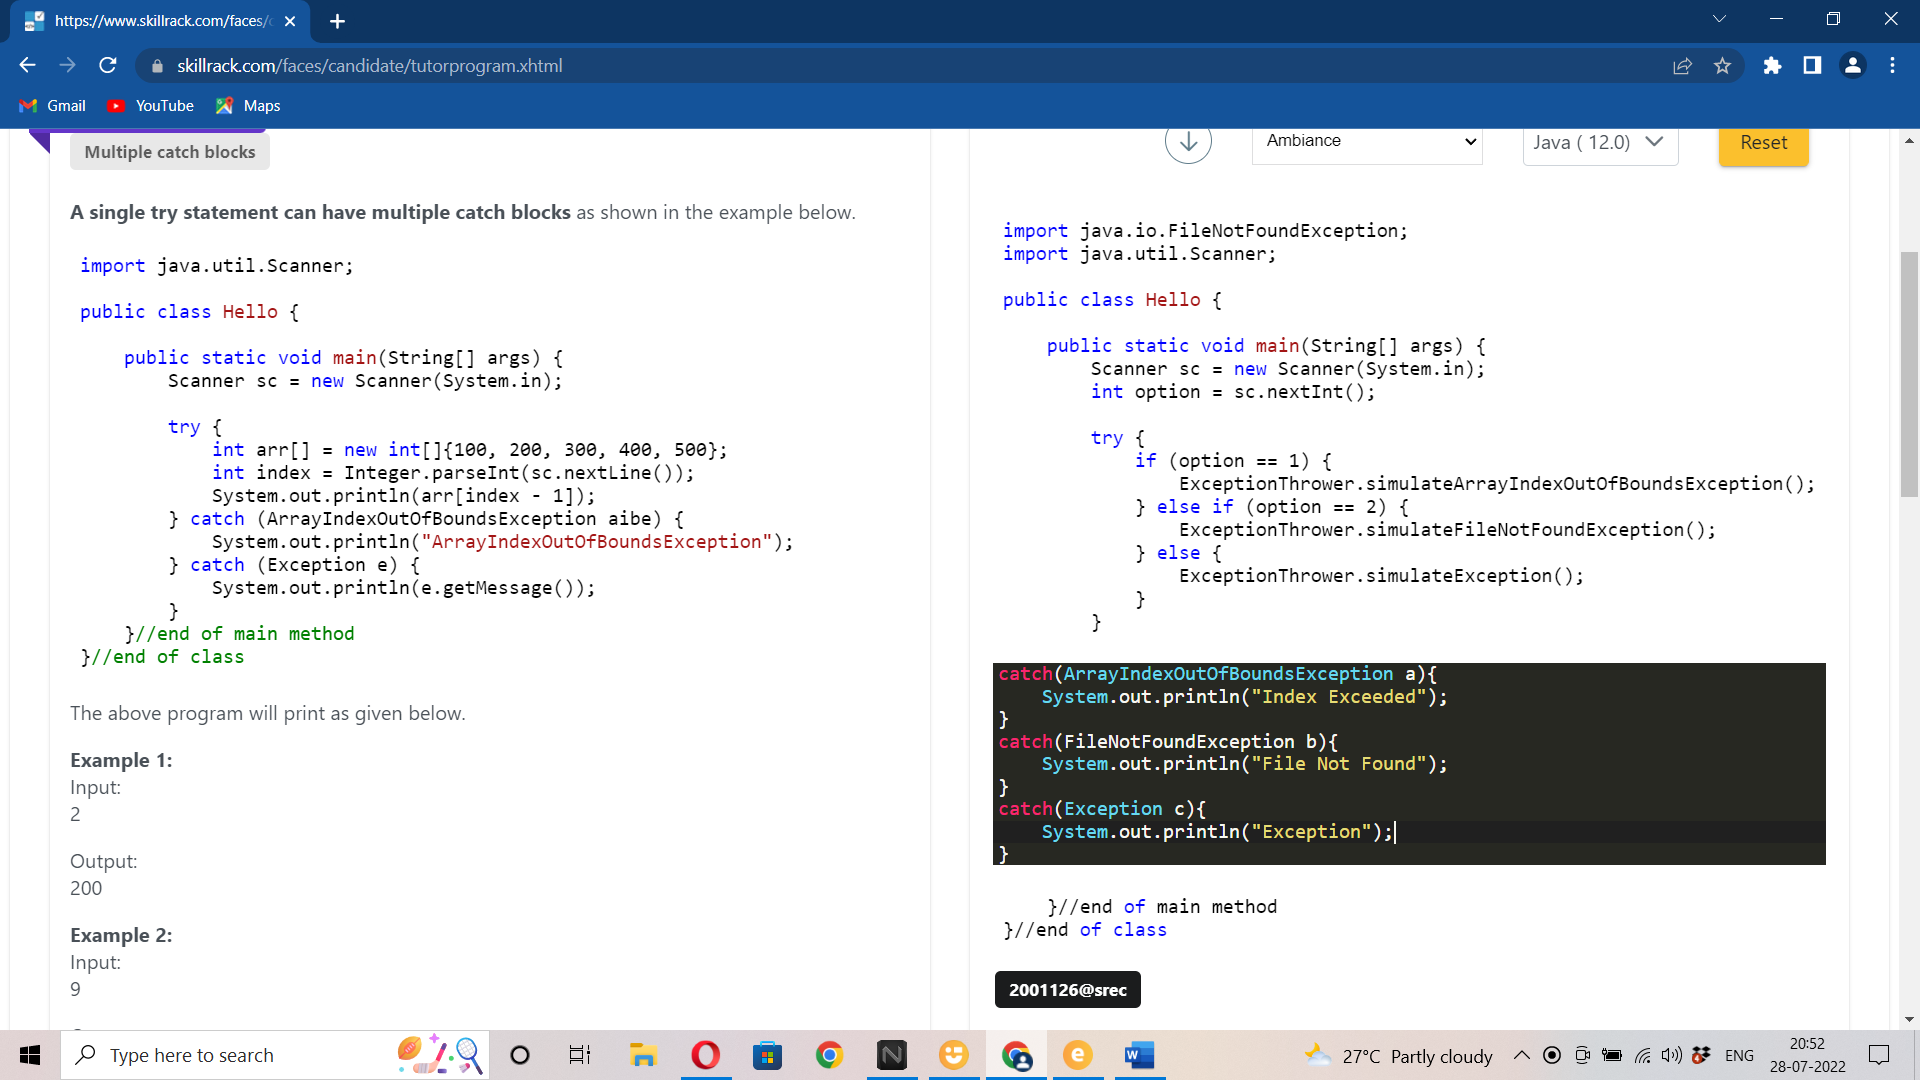 https://www.skillrack.com/faces/c
skillrack.com/faces/candidate/tutorprogram.xhtml
Gmail
YouTube
Maps
Multiple catch blocks
A single try statement can have multiple catch blocks as shown in the example below.
import java.util.Scanner;
public class Hello {
public static void main(String[] args) {
Scanner sc = new Scanner(System.in);
try {
int arr[] = new int[]{100, 200, 300, 400, 500};
int index = Integer.parseInt(sc.nextLine());
System.out.println(arr[index - 1]);
} catch (ArrayIndexOutOfBoundsException aibe) {
System.out.println("ArrayIndexOutOfBoundsException");
} catch (Exception e) {
System.out.println(e.getMessage());
}
}//end of main method
}//end of class
The above program will print as given below.
Example 1:
Input:
2
Output:
200
Example 2:
Input:
9
Ambiance
Java ( 12.0)
Reset
import java.io.FileNotFoundException;
import java.util.Scanner;
public class Hello {
public static void main(String[] args) {
Scanner sc = new Scanner(System.in);
int option = sc.nextInt();
try {
if (option == 1) {
ExceptionThrower.simulateArrayIndexOutOfBoundsException();
} else if (option == 2) {
ExceptionThrower.simulateFileNotFoundException();
} else {
ExceptionThrower.simulateException();
}
}
catch(ArrayIndexOutOfBoundsException a){
System.out.println("Index Exceeded");
}
catch(FileNotFoundException b){
System.out.println("File Not Found");
}
catch(Exception c){
System.out.println("Exception");
}
}//end of main method
}//end of class
2001126@srec
Type here to search
27°C Partly cloudy
ENG
20:52
28-07-2022